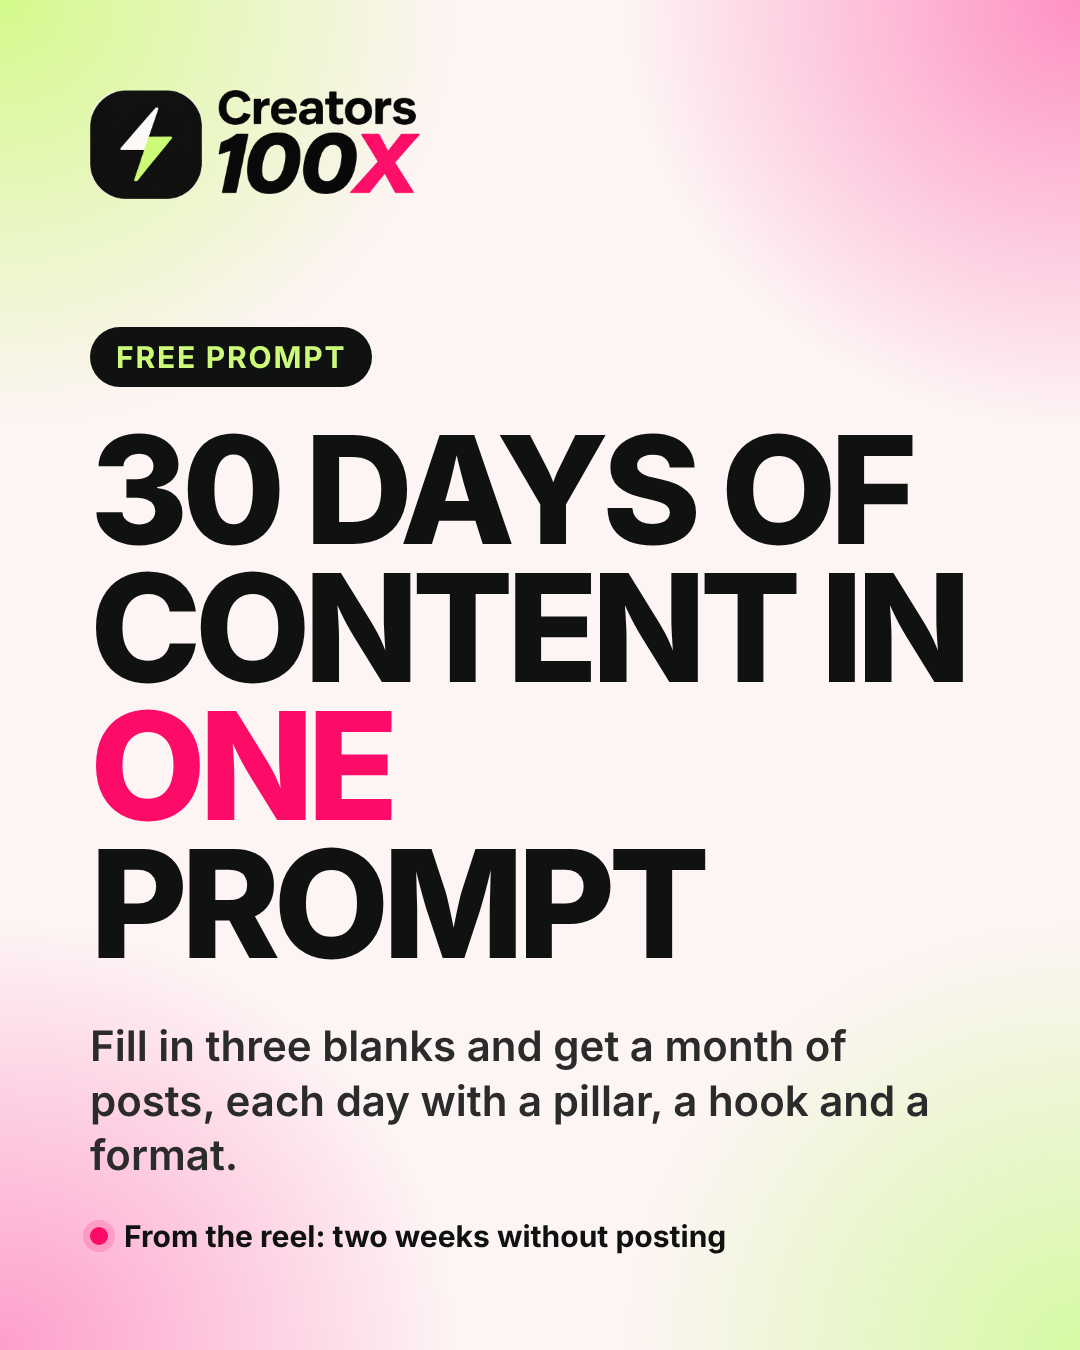 Creators
100X
FREE PROMPT
30 DAYS OF
CONTENT IN
ONE
PROMPT
Fill in three blanks and get a month of
posts, each day with a pillar, a hook and a
format.
From the reel: two weeks without posting